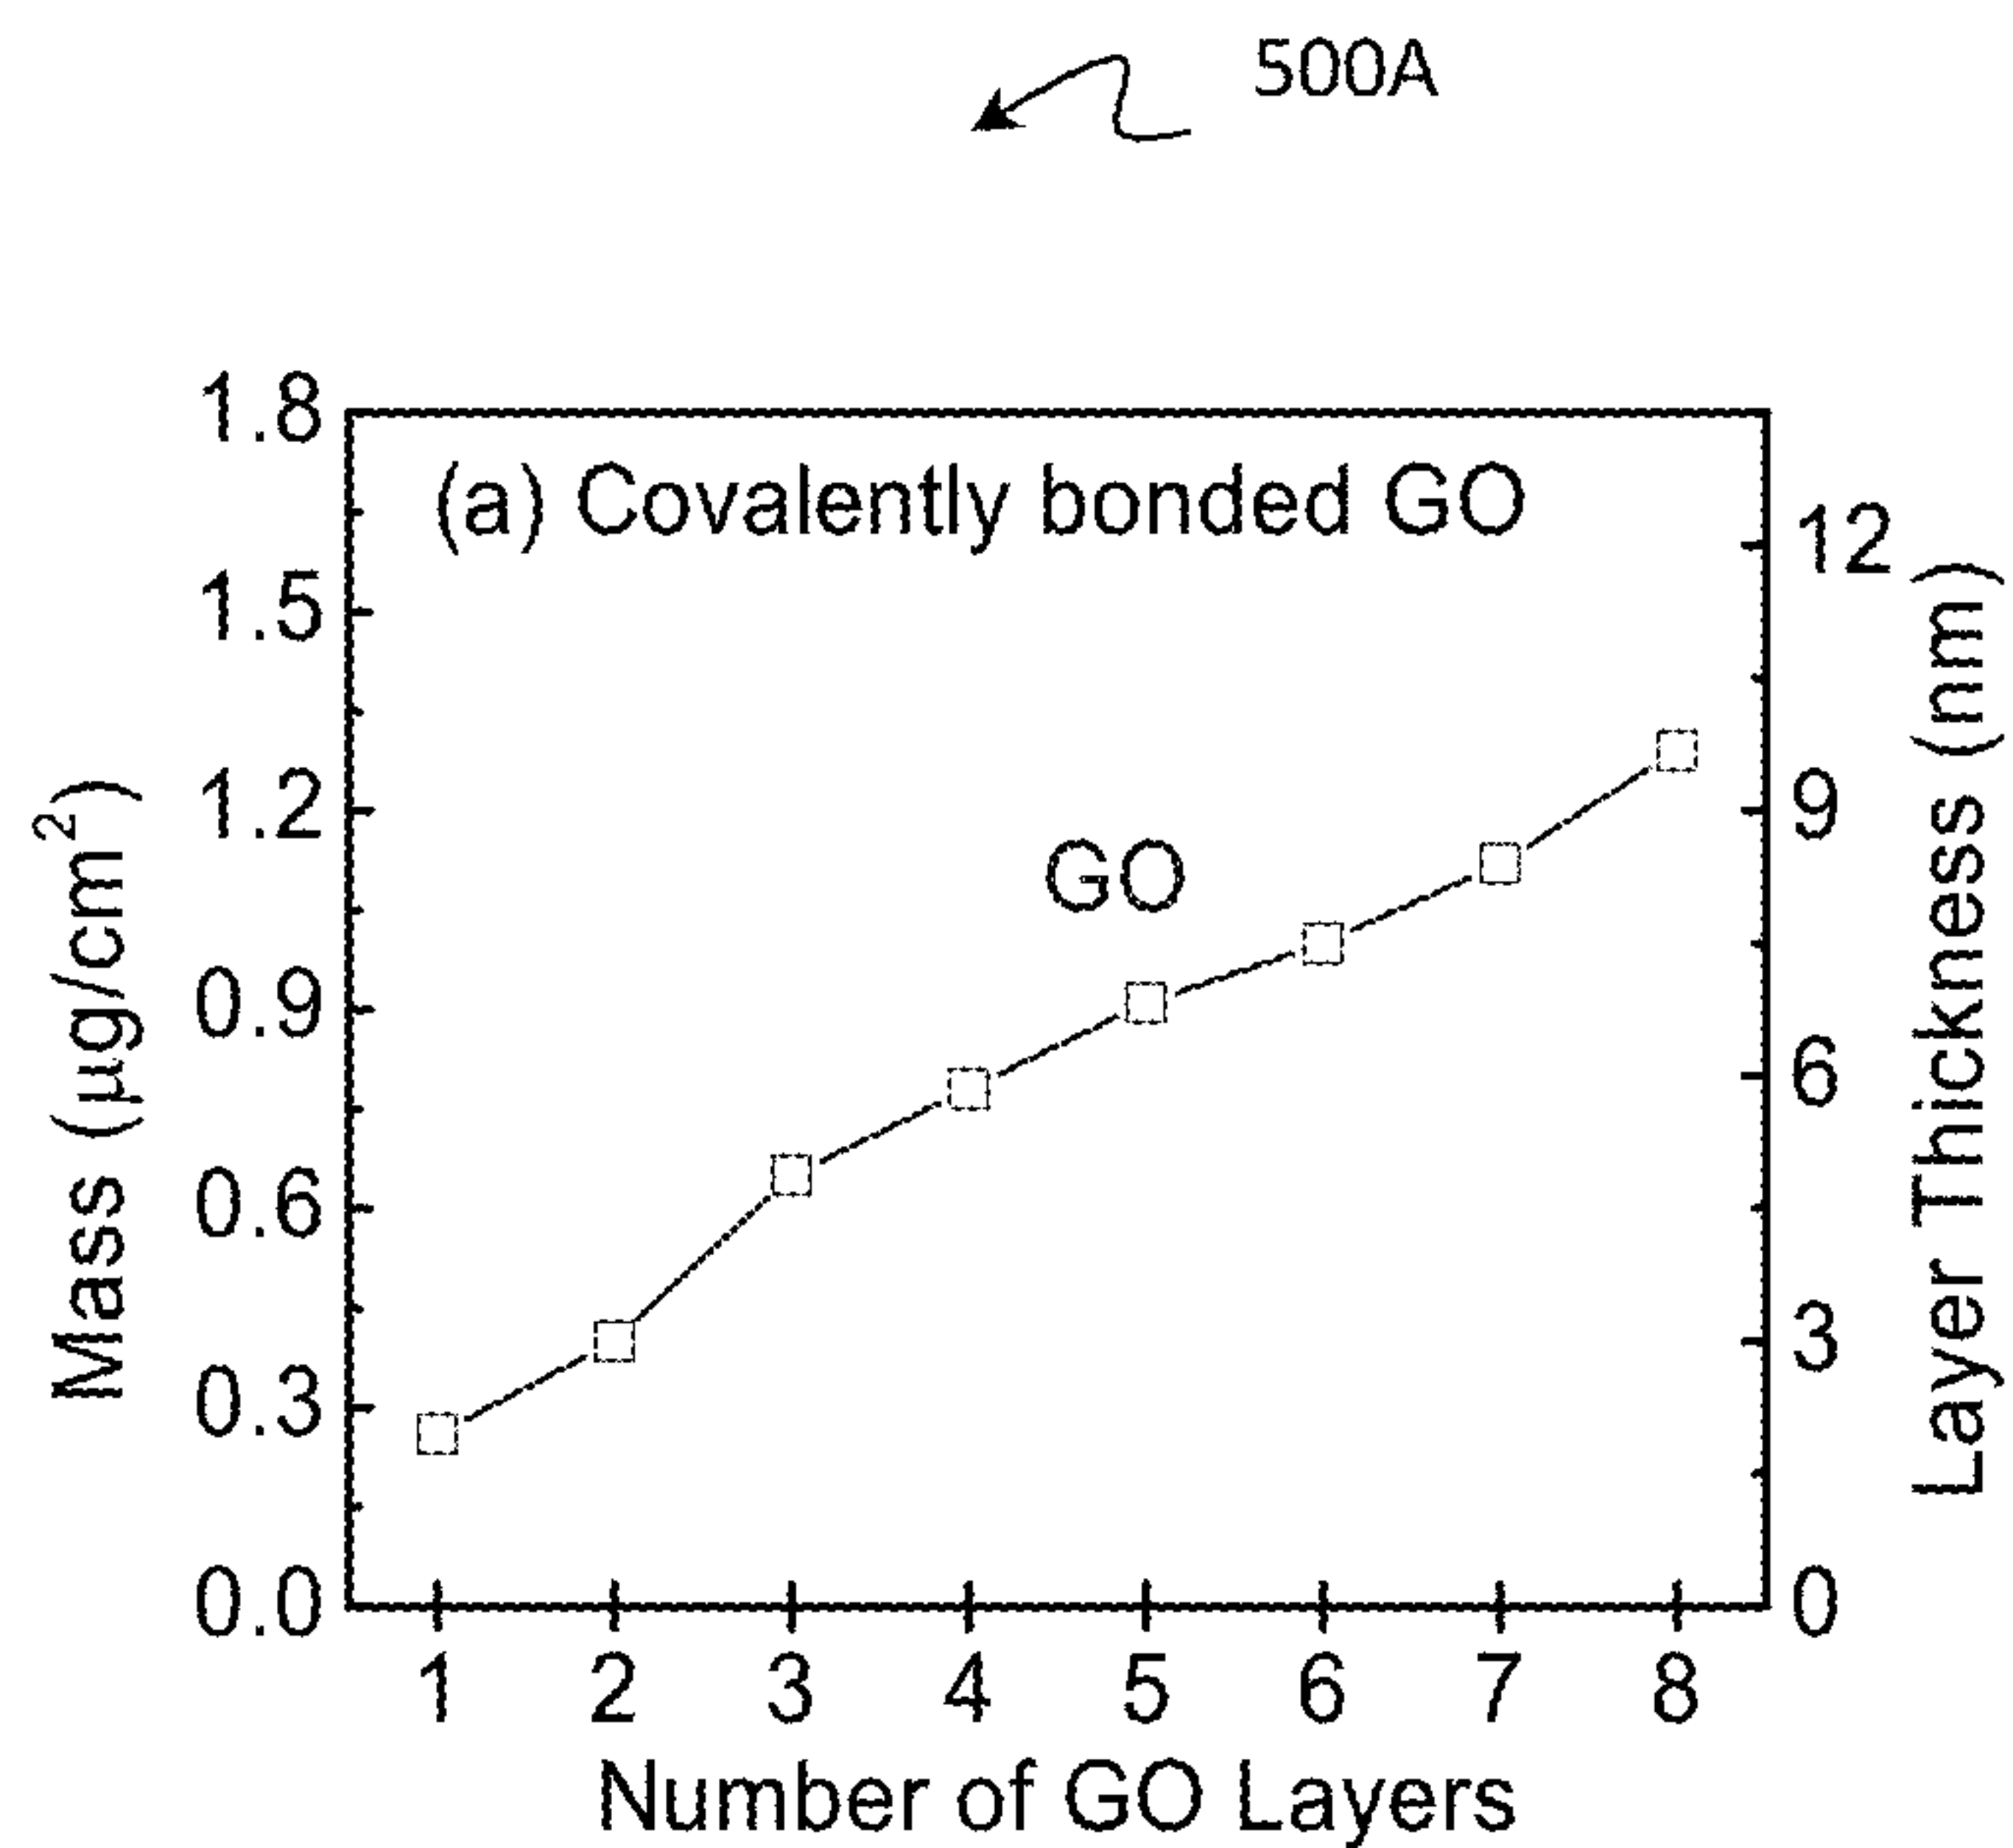 500A
(a) Covalently bonded GO
GO
1.8
1.5
1.2
0.9
0.6
0.3
0.0
Mass (µg/cm²)
12
9
6
3
0
Layer Thickness (nm)
1 2 3 4 5 6 7 8
Number of GO Layers